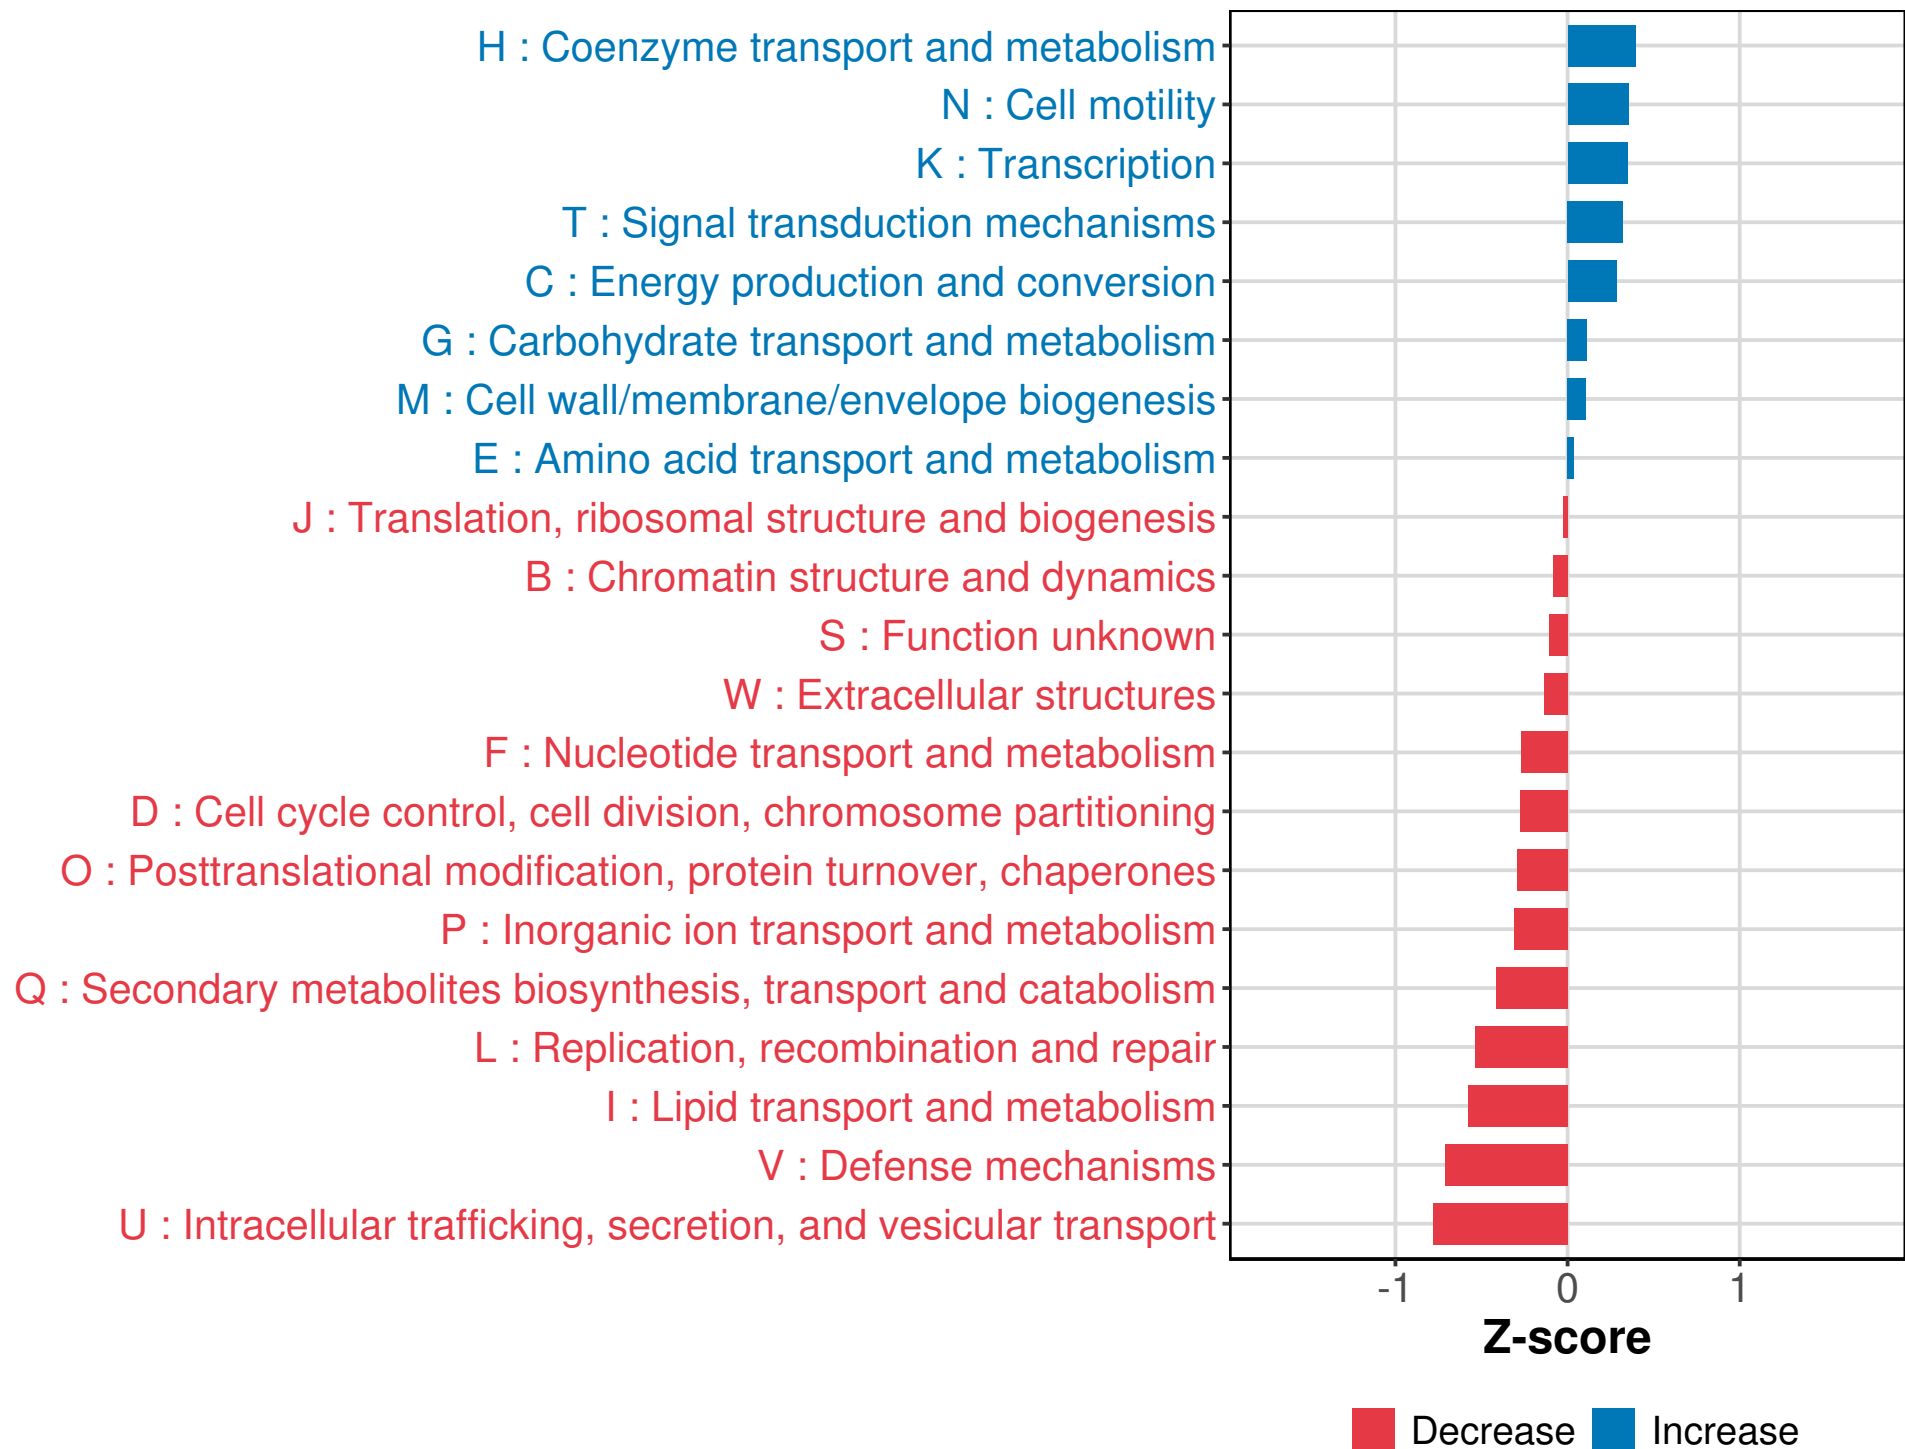 H : Coenzyme transport and metabolism
N : Cell motility
K : Transcription
T : Signal transduction mechanisms
C : Energy production and conversion
G : Carbohydrate transport and metabolism
M : Cell wall/membrane/envelope biogenesis
E : Amino acid transport and metabolism
J : Translation, ribosomal structure and biogenesis
B : Chromatin structure and dynamics
S : Function unknown
W : Extracellular structures
F : Nucleotide transport and metabolism
D : Cell cycle control, cell division, chromosome partitioning
O : Posttranslational modification, protein turnover, chaperones
P : Inorganic ion transport and metabolism
Q : Secondary metabolites biosynthesis, transport and catabolism
L : Replication, recombination and repair
I : Lipid transport and metabolism
V : Defense mechanisms
U : Intracellular trafficking, secretion, and vesicular transport
-1 0 1
Z-score
Decrease Increase